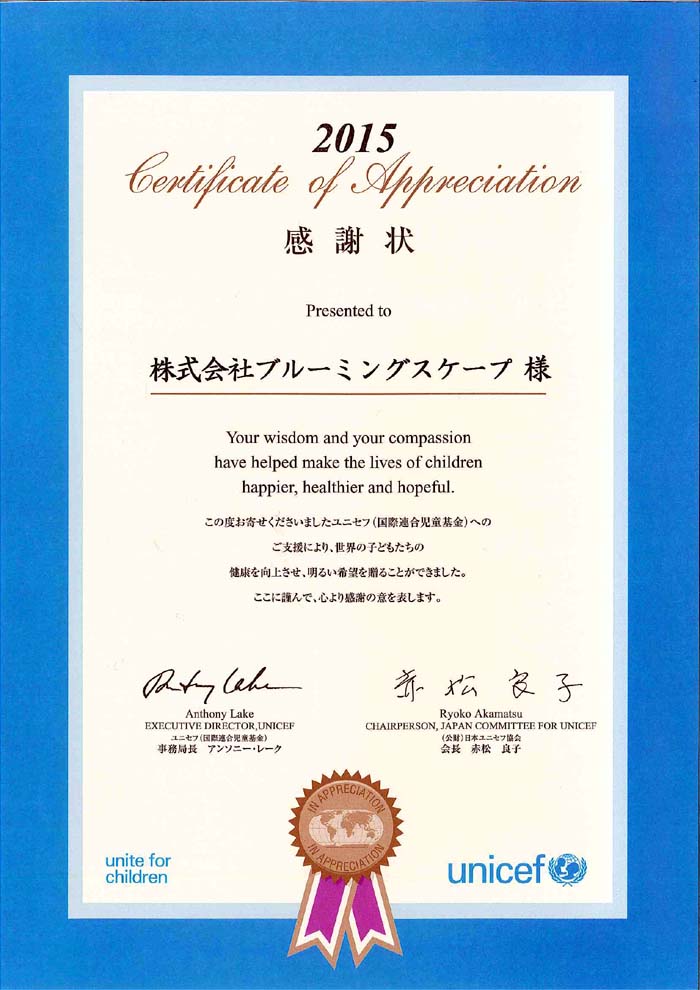 2015
Certificate of Appreciation
感謝状
Presented to
株式会社ブルーミングスケープ 様
Your wisdom and your compassion
have helped make the lives of children
happier, healthier and hopeful.
この度お寄せくださいましたユニセフ(国際連合児童基金)への
ご支援により、世界の子どもたちの
健康を向上させ、明るい希望を贈ることができました。
ここに謹んで、心より感謝の意を表します。
Anthony Lake
Anthony Lake
EXECUTIVE DIRECTOR,UNICEF
ユニセフ(国際連合児童基金)
事務局長 アンソニー・レーク
赤松良子
Ryoko Akamatsu
CHAIRPERSON, JAPAN COMMITTEE FOR UNICEF
(公財)日本ユニセフ協会
会長 赤松 良子
IN APPRECIATION
IN APPRECIATION
unite for
children
unicef